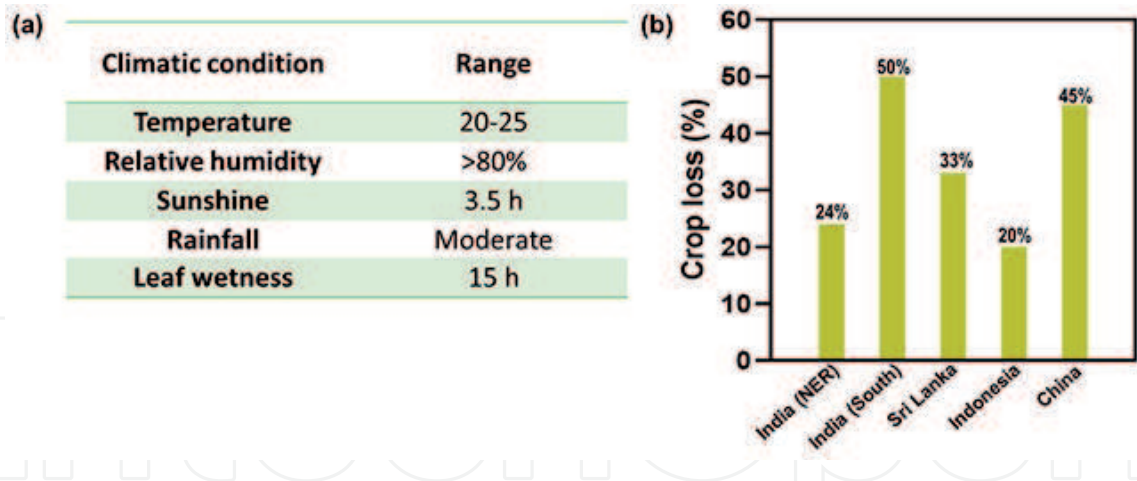 (a)
Climatic condition Range
Temperature 20-25
Relative humidity >80%
Sunshine 3.5 h
Rainfall Moderate
Leaf wetness 15 h
(b)
Crop loss (%)
60
50
40
30
20
10
0
24%
50%
33%
20%
45%
India (NER)
India (South)
Sri Lanka
Indonesia
China